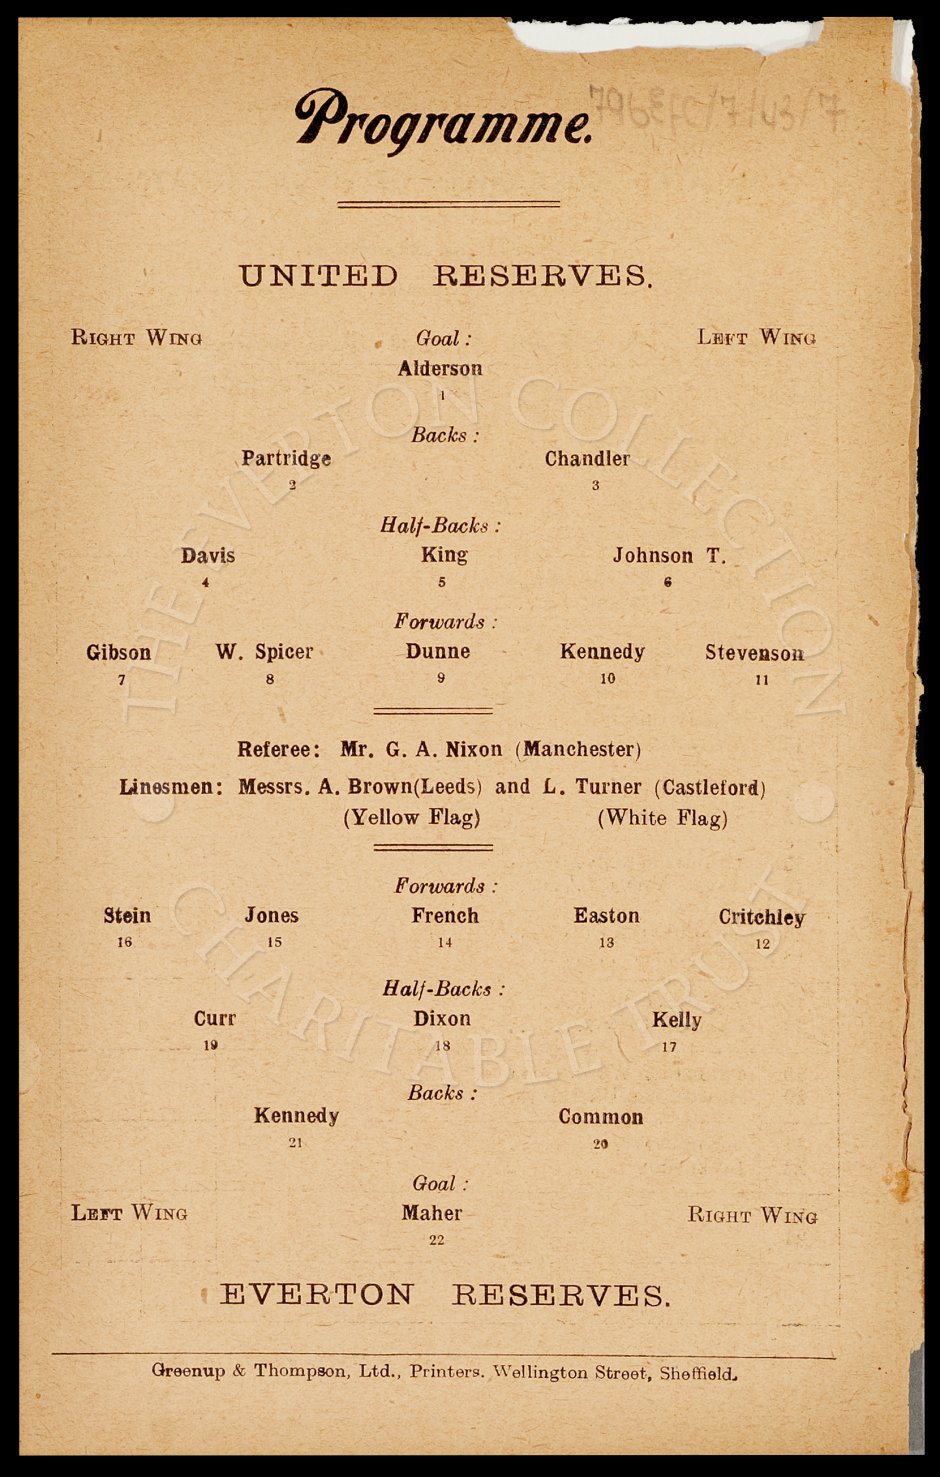 Programme.
796EFC/7/43/7
UNITED RESERVES.
RIGHT WING Goal: LEFT WING
Alderson
1
Backs:
Partridge Chandler
2 3
Half-Backs:
Davis King Johnson T.
4 5 6
Forwards:
Gibson W. Spicer Dunne Kennedy Stevenson
7 8 9 10 11
Referee: Mr. G. A. Nixon (Manchester)
Linesmen: Messrs. A. Brown(Leeds) and L. Turner (Castleford)
(Yellow Flag) (White Flag)
Forwards:
Stein Jones French Easton Critchley
16 15 14 13 12
Half-Backs:
Curr Dixon Kelly
19 18 17
Backs:
Kennedy Common
21 20
Goal:
LEFT WING Maher RIGHT WING
22
EVERTON RESERVES.
Greenup & Thompson, Ltd., Printers. Wellington Street, Sheffield.
THE EVERTON COLLECTION
CHARITABLE TRUST